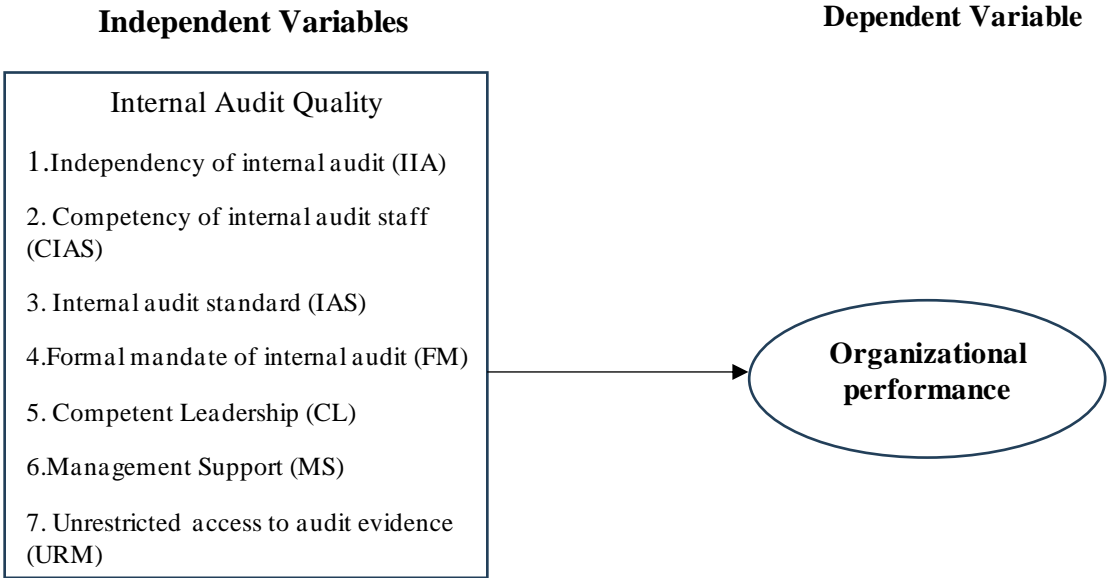 Independent Variables
Dependent Variable
Internal Audit Quality
1.Independency of internal audit (IIA)
2. Competency of internal audit staff
(CIAS)
3. Internal audit standard (IAS)
4.Formal mandate of internal audit (FM)
5. Competent Leadership (CL)
6.Management Support (MS)
7. Unrestricted access to audit evidence
(URM)
Organizational
performance